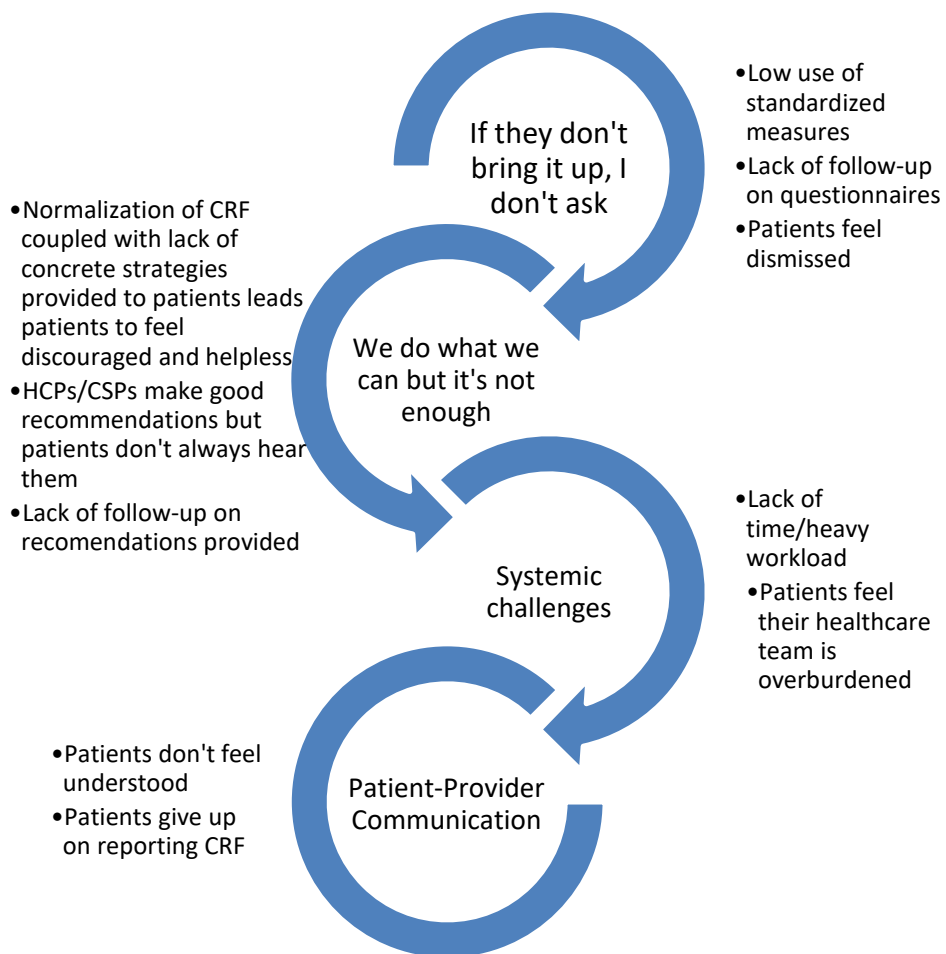 If they don't
bring it up, I
don't ask
•Low use of
standardized
measures
•Lack of follow-up
on questionnaires
•Patients feel
dismissed
We do what we
can but it's not
enough
•Normalization of CRF
coupled with lack of
concrete strategies
provided to patients leads
patients to feel
discouraged and helpless
•HCPs/CSPs make good
recommendations but
patients don't always hear
them
•Lack of follow-up on
recomendations provided
Systemic
challenges
•Lack of
time/heavy
workload
•Patients feel
their healthcare
team is
overburdened
Patient-Provider
Communication
•Patients don't feel
understood
•Patients give up
on reporting CRF